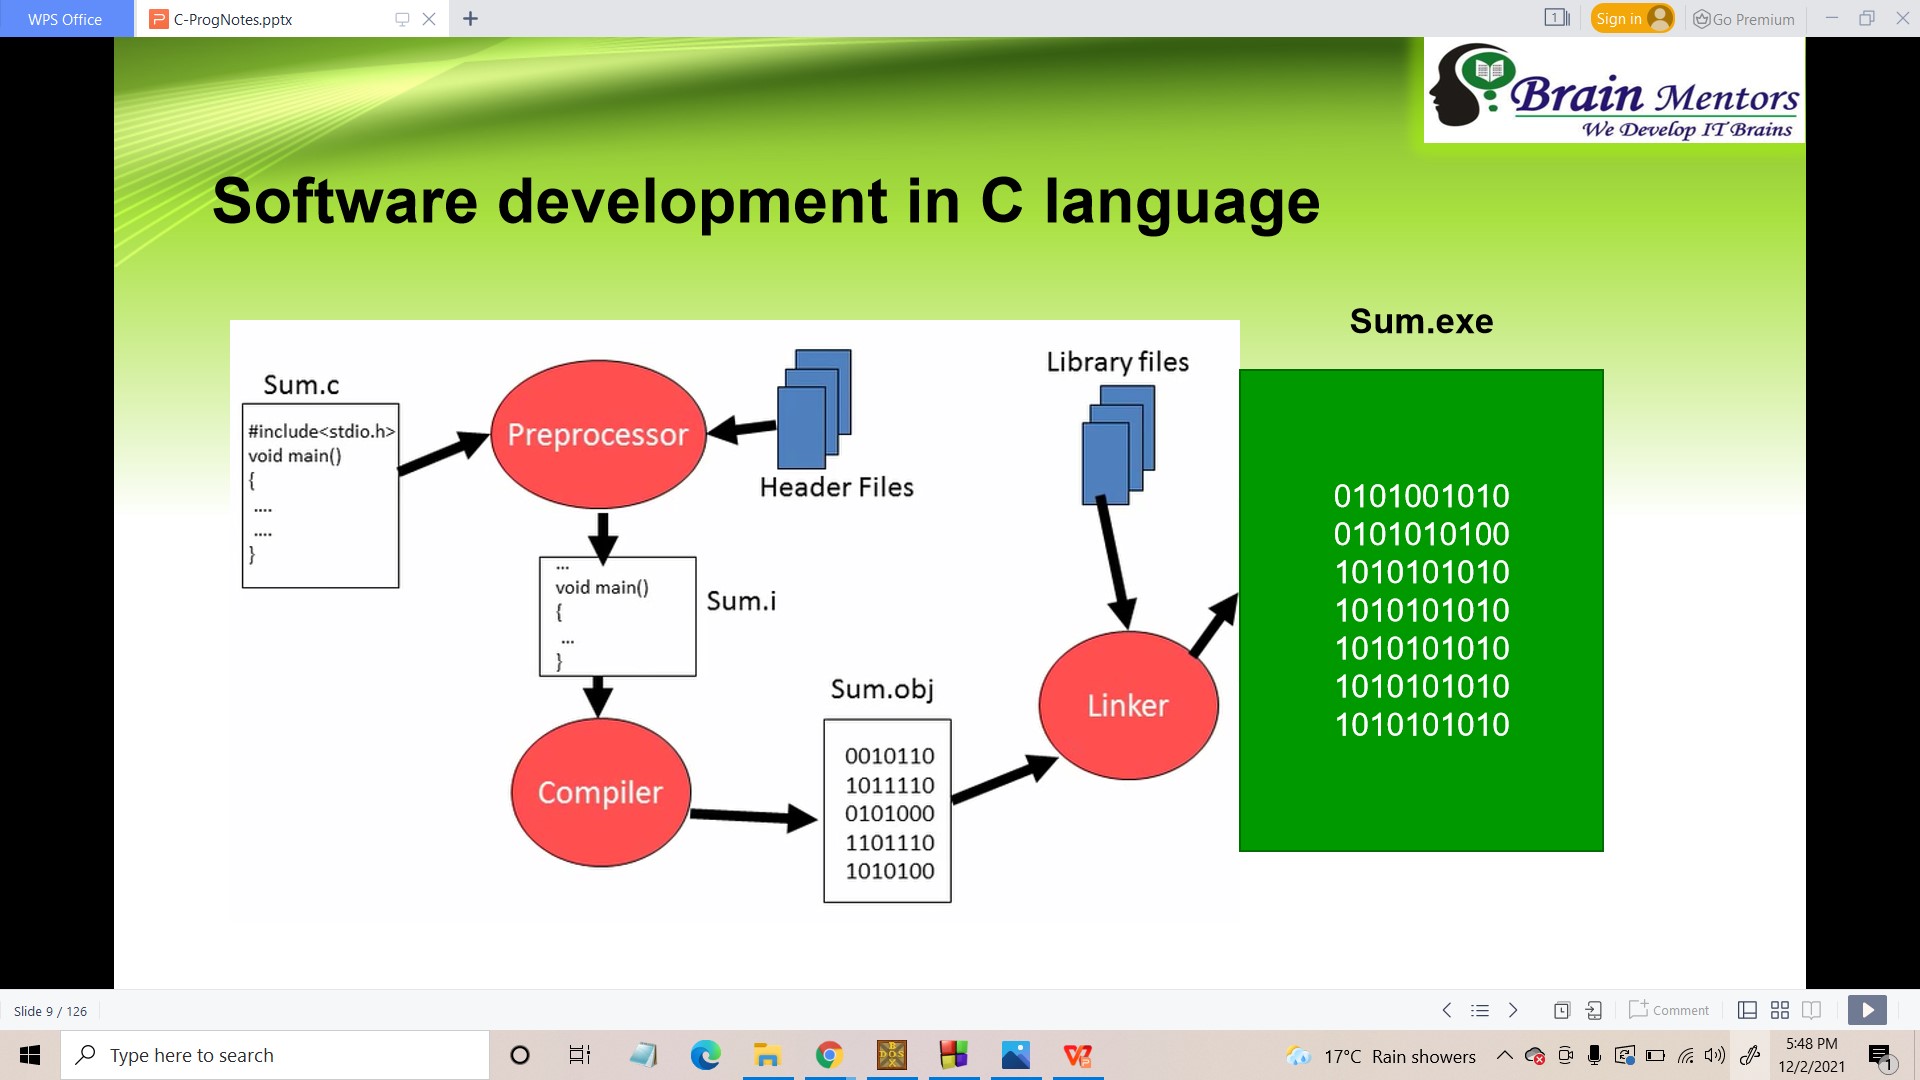 WPS Office
C-ProgNotes.pptx
1
Sign in
Go Premium
Brain Mentors
We Develop IT Brains
Software development in C language
Sum.exe
Sum.c
#include<stdio.h>
void main()
{
....
....
}
Preprocessor
Header Files
Library files
...
void main()
{
...
}
Sum.i
Compiler
Sum.obj
0010110
1011110
0101000
1101110
1010100
Linker
0101001010
0101010100
1010101010
1010101010
1010101010
1010101010
1010101010
Slide 9 / 126
Comment
Type here to search
17°C Rain showers
5:48 PM
12/2/2021
1